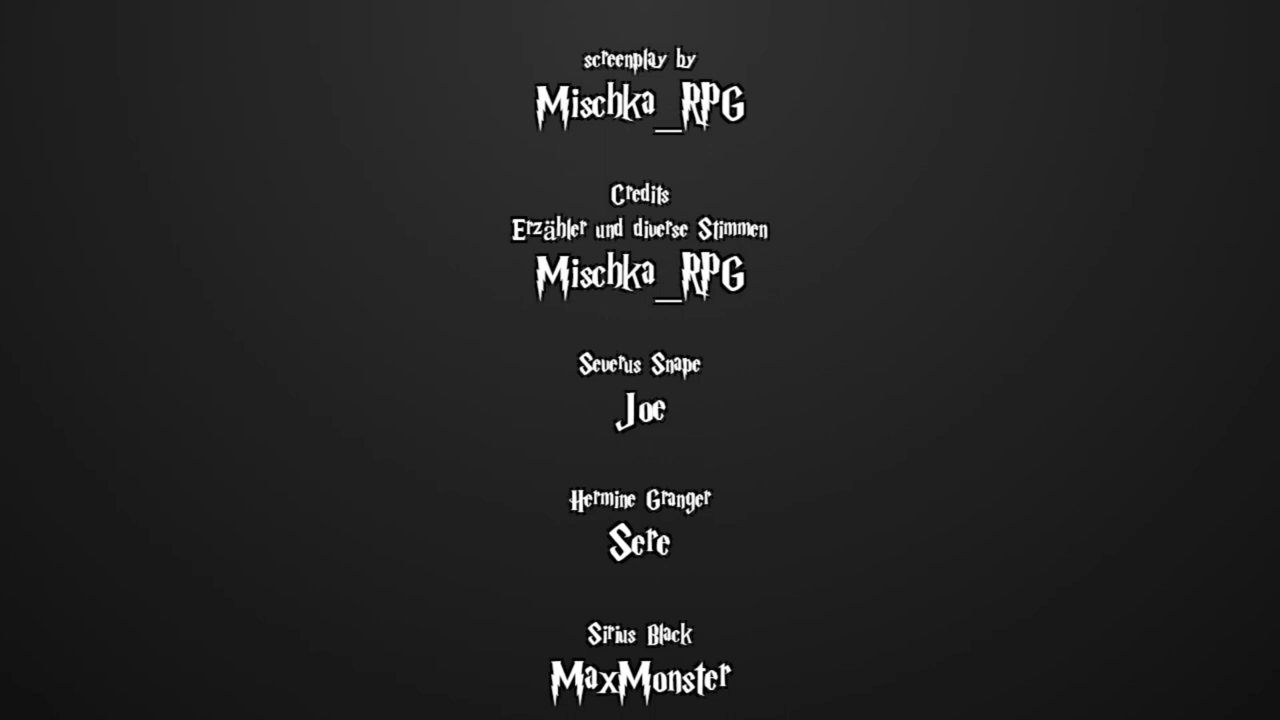 screenplay by
Mischka_RPG
Credits
Erzähler und diverse Stimmen
Mischka_RPG
Severus Snape
Joe
Hermine Granger
Sere
Sirius Black
MaxMonster